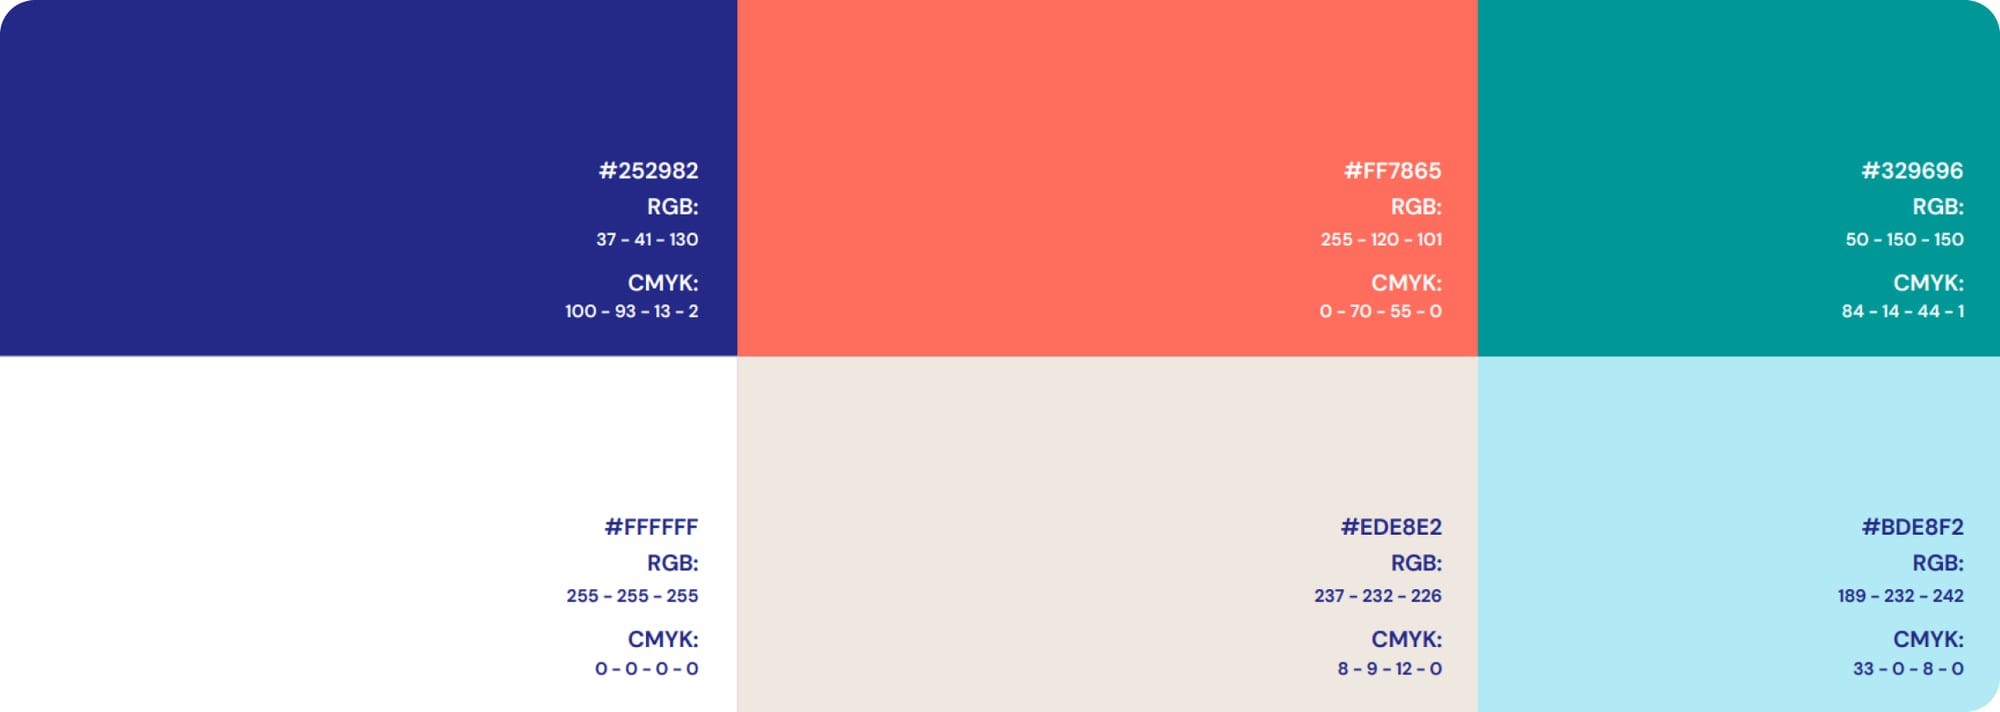 #252982
RGB:
37 - 41 - 130
CMYK:
100 - 93 - 13 - 2
#FF7865
RGB:
255 - 120 - 101
CMYK:
0 - 70 - 55 - 0
#329696
RGB:
50 - 150 - 150
CMYK:
84 - 14 - 44 - 1
#FFFFFF
RGB:
255 - 255 - 255
CMYK:
0 - 0 - 0 - 0
#EDE8E2
RGB:
237 - 232 - 226
CMYK:
8 - 9 - 12 - 0
#BDE8F2
RGB:
189 - 232 - 242
CMYK:
33 - 0 - 8 - 0